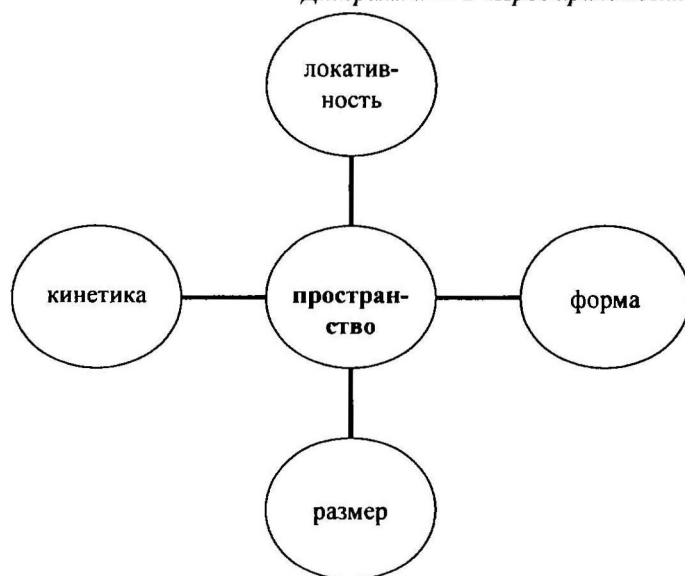 локатив-
ность
кинетика
простран-
ство
форма
размер